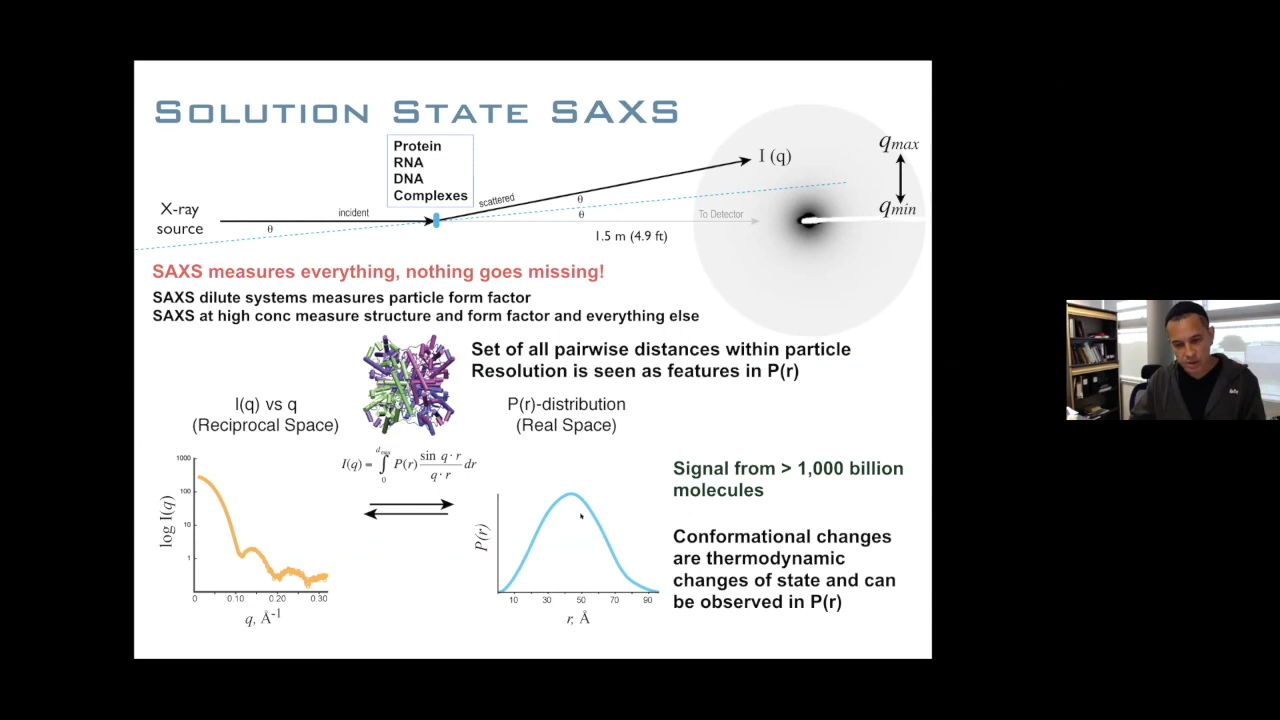 SOLUTION STATE SAXS
Protein
RNA
DNA
Complexes
X-ray
source
incident
θ
scattered
θ
θ
I (q)
To Detector
1.5 m (4.9 ft)
qmax
qmin
SAXS measures everything, nothing goes missing!
SAXS dilute systems measures particle form factor
SAXS at high conc measure structure and form factor and everything else
Set of all pairwise distances within particle
Resolution is seen as features in P(r)
I(q) vs q
(Reciprocal Space)
P(r)-distribution
(Real Space)
I(q) = ∫₀^dmax P(r) sin q · r / q · r dr
log I(q)
1000
100
10
1
0 0.10 0.20 0.30
q, Å-1
P(r)
10 30 50 70 90
r, Å
Signal from > 1,000 billion
molecules
Conformational changes
are thermodynamic
changes of state and can
be observed in P(r)